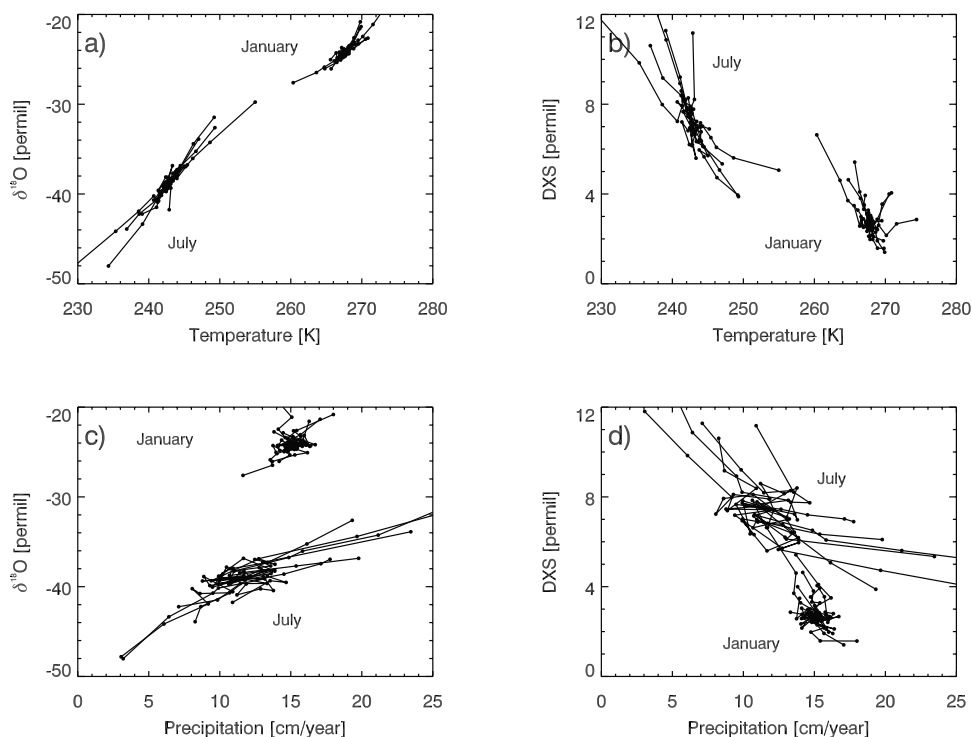 a)
January
July
-20
-30
-40
-50
δ¹⁸O [permil]
230 240 250 260 270 280
Temperature [K]
b)
July
January
12
8
4
0
DXS [permil]
230 240 250 260 270 280
Temperature [K]
c)
January
July
-20
-30
-40
-50
δ¹⁸O [permil]
0 5 10 15 20 25
Precipitation [cm/year]
d)
July
January
12
8
4
0
DXS [permil]
0 5 10 15 20 25
Precipitation [cm/year]